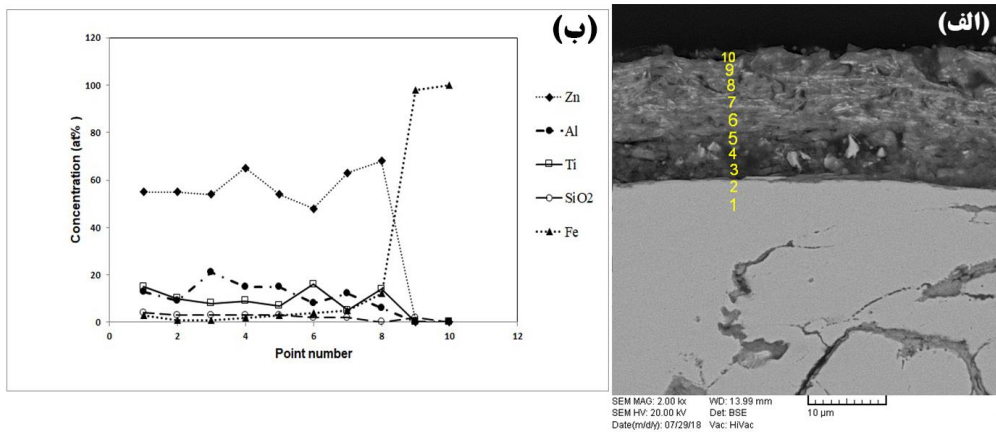 (ب)
120
100
80
60
40
20
0
Concentration (at%)
0 2 4 6 8 10 12
Point number
Zn
Al
Ti
SiO2
Fe
(الف)
10
9
8
7
6
5
4
3
2
1
SEM MAG: 2.00 kx WD: 13.99 mm
SEM HV: 20.00 kV Det: BSE
Date(m/d/y): 07/29/18 Vac: HiVac
10 µm